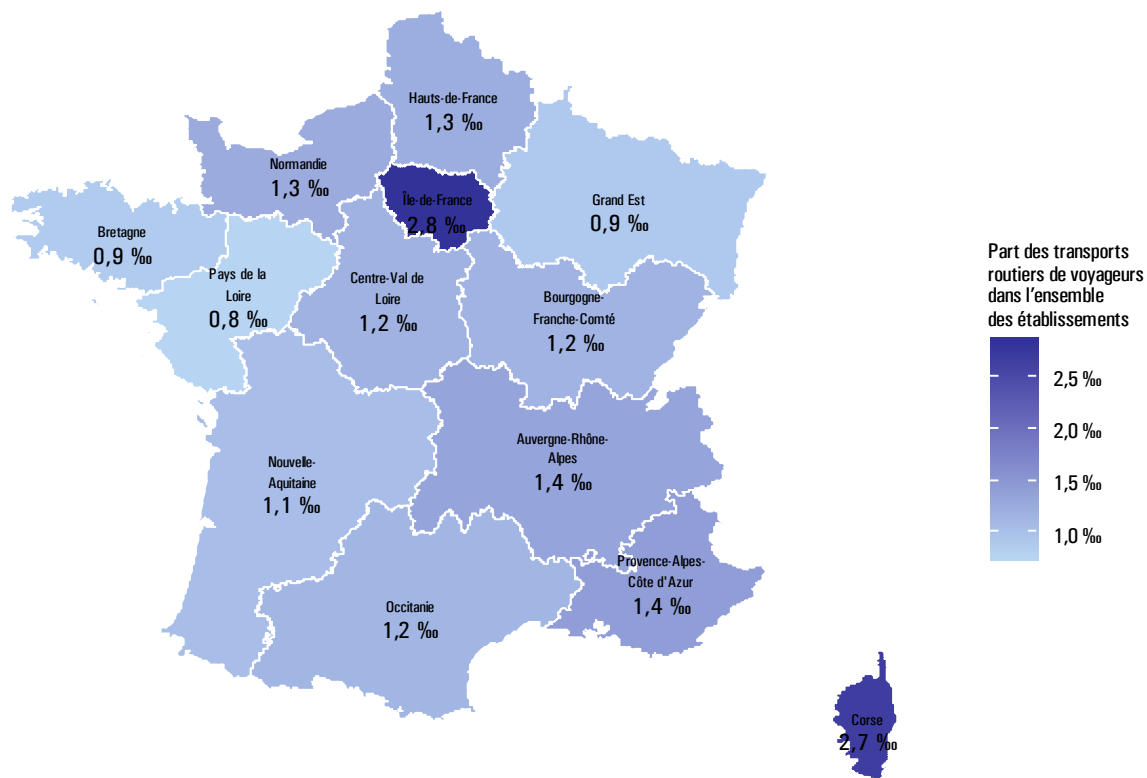 Hauts-de-France
1,3 ‰
Normandie
1,3 ‰
Île-de-France
2,8 ‰
Grand Est
0,9 ‰
Bretagne
0,9 ‰
Pays de la
Loire
0,8 ‰
Centre-Val de
Loire
1,2 ‰
Bourgogne-
Franche-Comté
1,2 ‰
Nouvelle-
Aquitaine
1,1 ‰
Auvergne-Rhône-
Alpes
1,4 ‰
Provence-Alpes-
Côte d'Azur
1,4 ‰
Occitanie
1,2 ‰
Corse
2,7 ‰
Part des transports
routiers de voyageurs
dans l'ensemble
des établissements
2,5 ‰
2,0 ‰
1,5 ‰
1,0 ‰